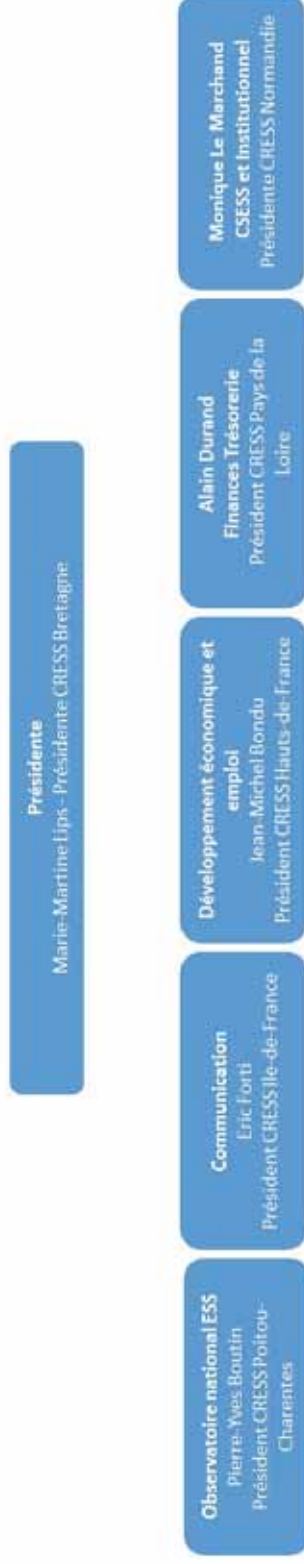 Présidente
Marie-Martine Lips - Présidente CRESS Bretagne
Observatoire national ESS
Pierre-Yves Boutin
Président CRESS Poitou-
Charentes
Communication
Eric Forti
Président CRESS Ile-de-France
Développement économique et
emploi
Jean-Michel Bondu
Président CRESS Hauts-de-France
Alain Durand
Finances Trésorerie
Président CRESS Pays de la
Loire
Monique Le Marchand
CSESS et Institutionnel
Présidente CRESS Normandie